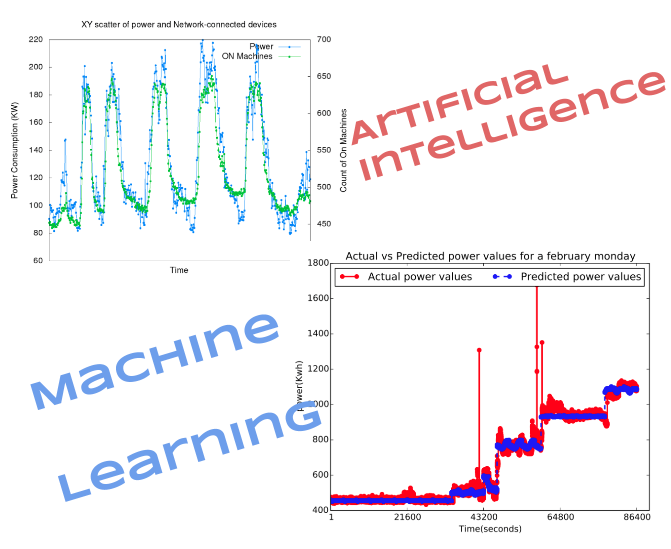 XY scatter of power and Network-connected devices
220
200
180
160
140
120
100
80
60
Power Consumption (KW)
Time
Power
ON Machines
700
650
600
550
500
450
Count of On Machines
Artificial
Intelligence
Machine
Learning
Actual vs Predicted power values for a february monday
Actual power values
Predicted power values
1800
1600
1400
1200
1000
800
600
400
Power(Kwh)
1
21600
43200
64800
86400
Time(seconds)